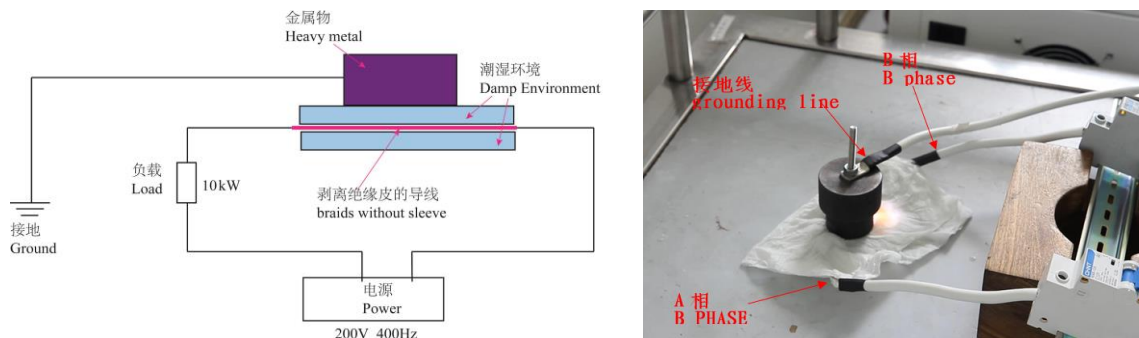 金属物
Heavy metal
潮湿环境
Damp Environment
负载
Load
10kW
剥离绝缘皮的导线
braids without sleeve
接地
Ground
电源
Power
200V 400Hz
B 相
B phase
接地线
grounding line
A 相
B PHASE
CHNT